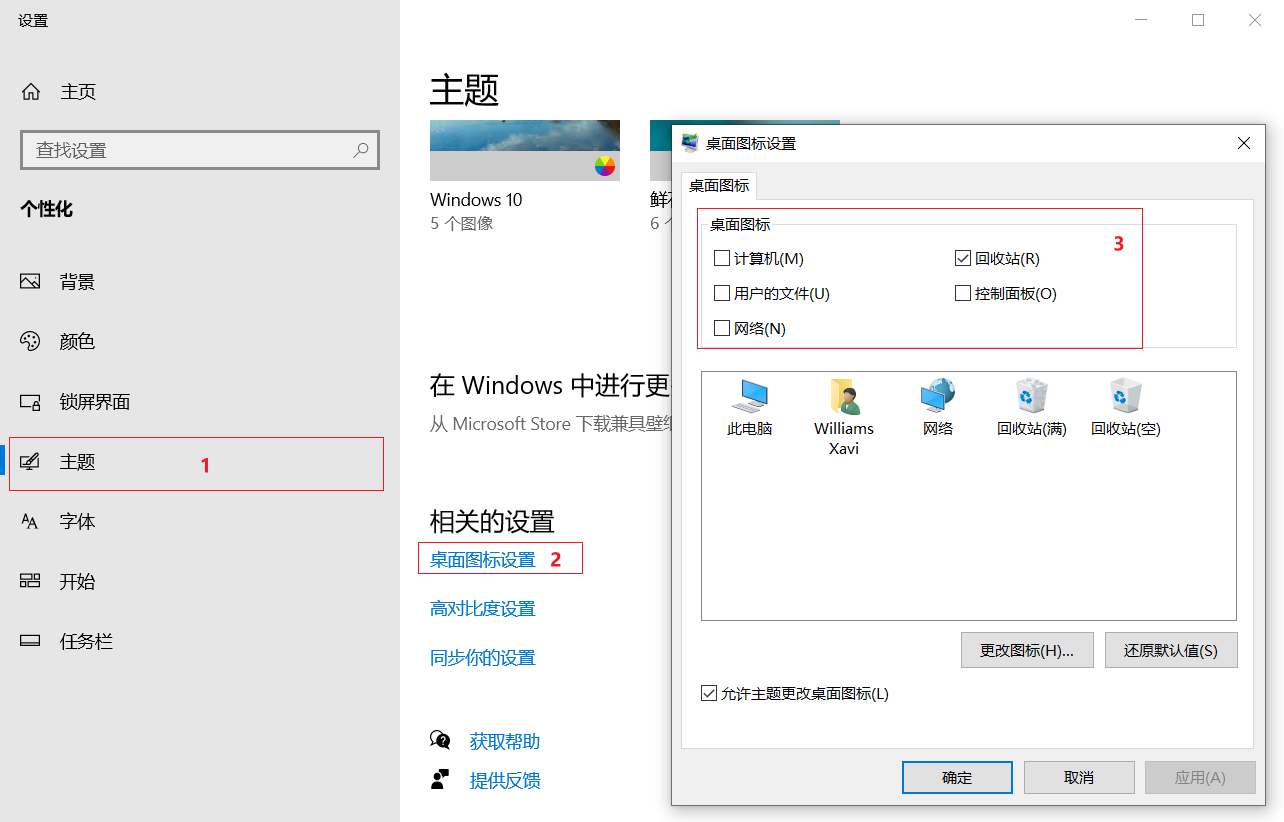 设置
主页
查找设置
个性化
背景
颜色
锁屏界面
主题
1
字体
开始
任务栏
主题
Windows 10
5 个图像
6
在 Windows 中进行更
从 Microsoft Store 下载兼具壁
相关的设置
桌面图标设置 2
高对比度设置
同步你的设置
获取帮助
提供反馈
桌面图标设置
桌面图标
桌面图标
3
计算机(M)
回收站(R)
用户的文件(U)
控制面板(O)
网络(N)
此电脑
Williams
Xavi
网络
回收站(满)
回收站(空)
更改图标(H)...
还原默认值(S)
允许主题更改桌面图标(L)
确定
取消
应用(A)